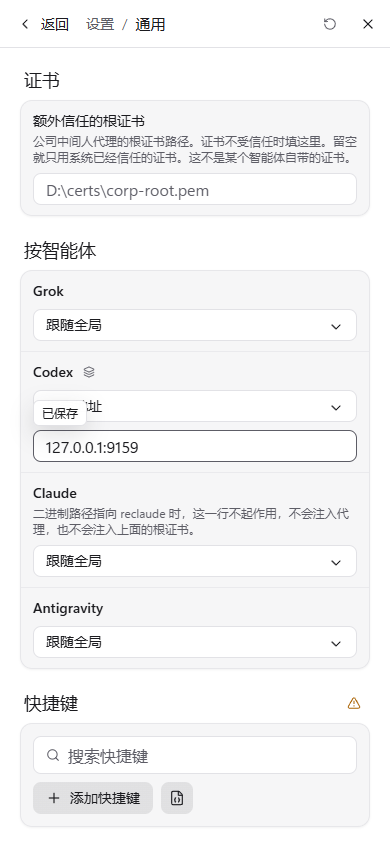 返回 设置 / 通用
证书
额外信任的根证书
公司中间人代理的根证书路径。证书不受信任时填这里。留空
就只用系统已经信任的证书。这不是某个智能体自带的证书。
D:\certs\corp-root.pem
按智能体
Grok
跟随全局
Codex
址
已保存
127.0.0.1:9159
Claude
二进制路径指向 reclaude 时，这一行不起作用，不会注入代
理，也不会注入上面的根证书。
跟随全局
Antigravity
跟随全局
快捷键
搜索快捷键
添加快捷键